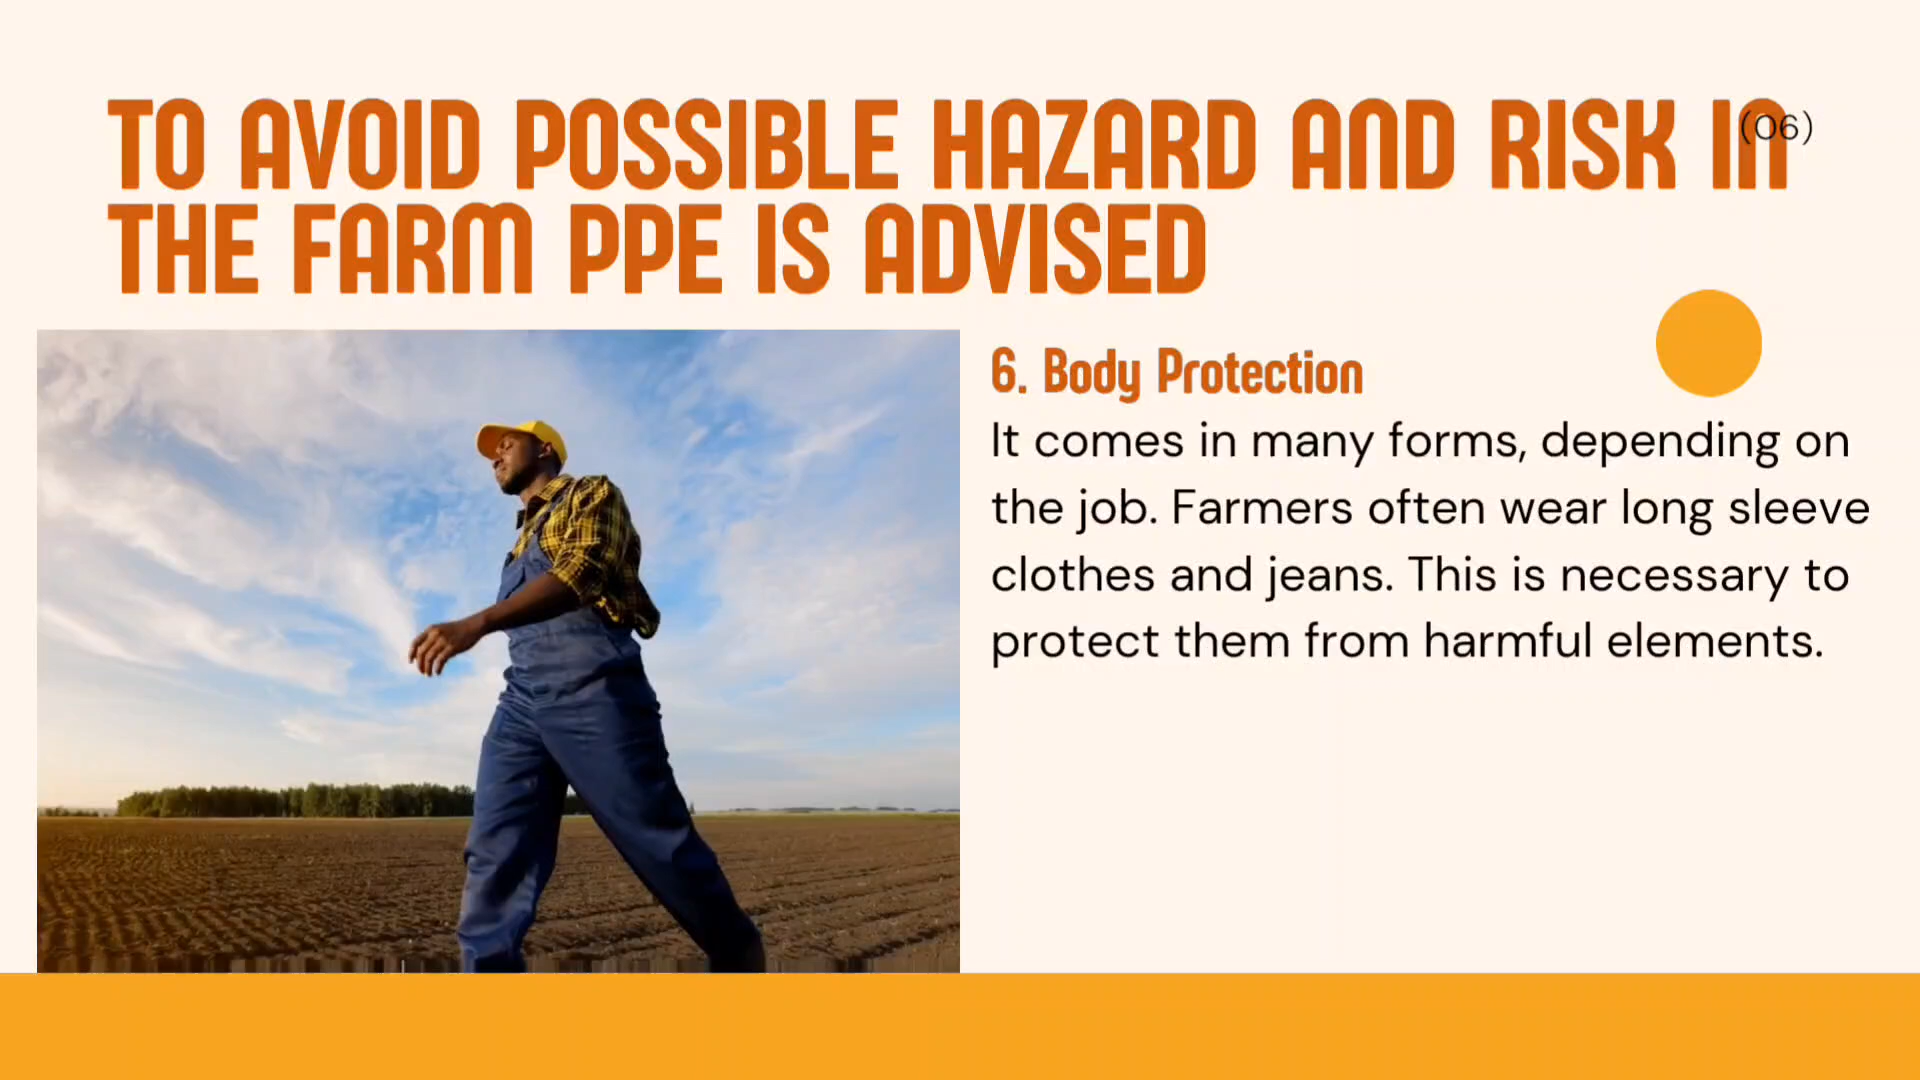 TO AVOID POSSIBLE HAZARD AND RISK IN
(06)
THE FARM PPE IS ADVISED
6. Body Protection
It comes in many forms, depending on
the job. Farmers often wear long sleeve
clothes and jeans. This is necessary to
protect them from harmful elements.